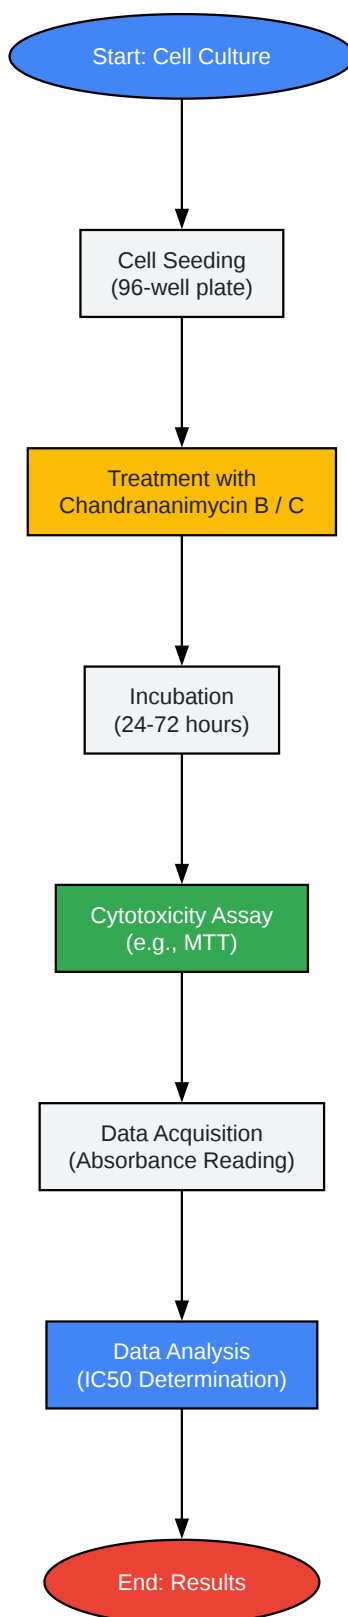 Start: Cell Culture
Cell Seeding
(96-well plate)
Treatment with
Chandrananimycin B / C
Incubation
(24-72 hours)
Cytotoxicity Assay
(e.g., MTT)
Data Acquisition
(Absorbance Reading)
Data Analysis
(IC50 Determination)
End: Results